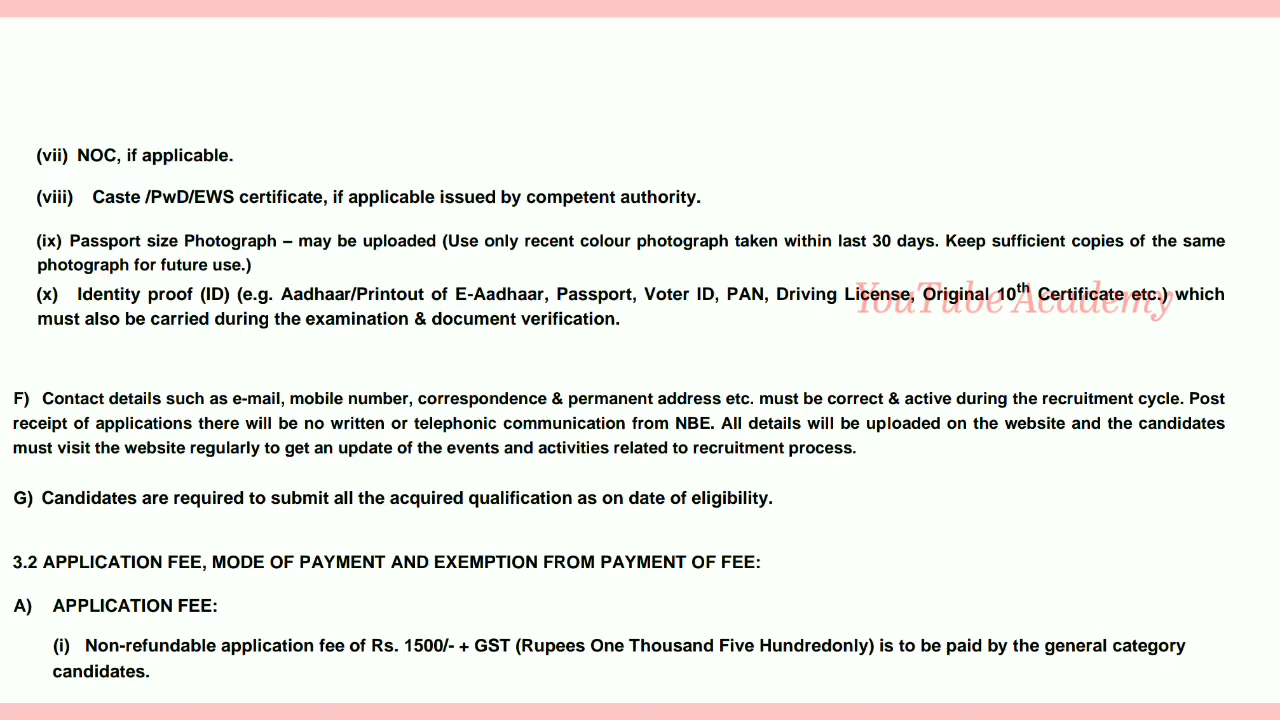 (vii) NOC, if applicable.
(viii) Caste /PwD/EWS certificate, if applicable issued by competent authority.
(ix) Passport size Photograph – may be uploaded (Use only recent colour photograph taken within last 30 days. Keep sufficient copies of the same
photograph for future use.)
(x) Identity proof (ID) (e.g. Aadhaar/Printout of E-Aadhaar, Passport, Voter ID, PAN, Driving License, Original 10th Certificate etc.) which
YouTube Academy
must also be carried during the examination & document verification.
F) Contact details such as e-mail, mobile number, correspondence & permanent address etc. must be correct & active during the recruitment cycle. Post
receipt of applications there will be no written or telephonic communication from NBE. All details will be uploaded on the website and the candidates
must visit the website regularly to get an update of the events and activities related to recruitment process.
G) Candidates are required to submit all the acquired qualification as on date of eligibility.
3.2 APPLICATION FEE, MODE OF PAYMENT AND EXEMPTION FROM PAYMENT OF FEE:
A) APPLICATION FEE:
(i) Non-refundable application fee of Rs. 1500/- + GST (Rupees One Thousand Five Hundredonly) is to be paid by the general category
candidates.